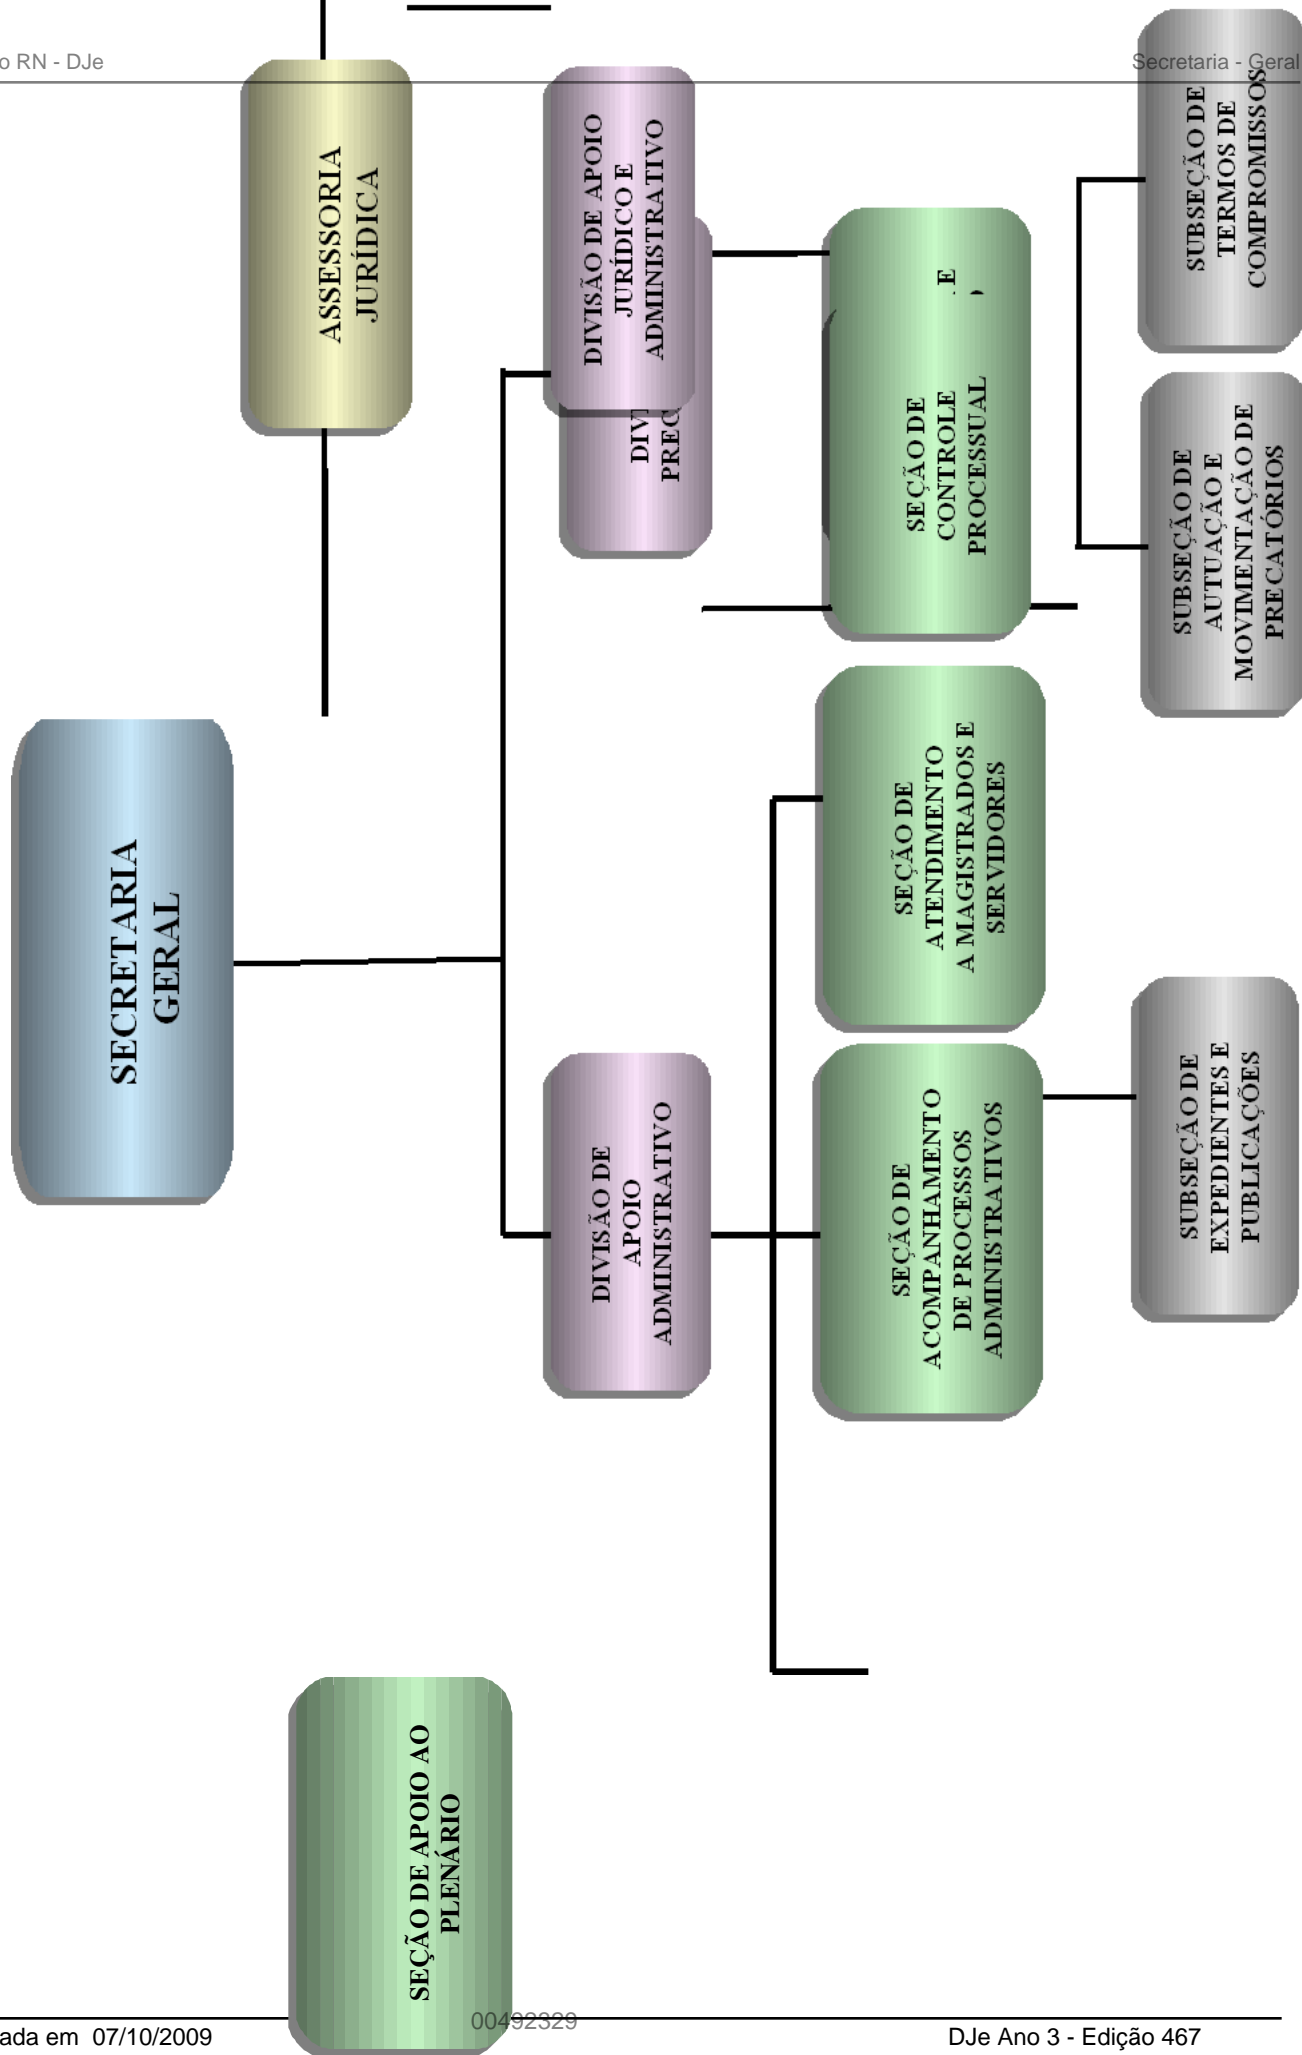 o RN - DJe
Secretaria - Geral
ASSESSORIA
JURÍDICA
DIVISÃO DE APOIO
JURÍDICO E
ADMINISTRATIVO
SUBSEÇÃO DE
TERMOS DE
COMPROMISSOS
E
DIV
PREC
SEÇÃO DE
CONTROLE
PROCESSUAL
SUBSEÇÃO DE
AUTUAÇÃO E
MOVIMENTAÇÃO DE
PRECATÓRIOS
SECRETARIA
GERAL
SEÇÃO DE
ATENDIMENTO
A MAGISTRADOS E
SERVIDORES
DIVISÃO DE
APOIO
ADMINISTRATIVO
SEÇÃO DE
ACOMPANHAMENTO
DE PROCESSOS
ADMINISTRATIVOS
SUBSEÇÃO DE
EXPEDIENTES E
PUBLICAÇÕES
SEÇÃO DE APOIO AO
PLENÁRIO
00492329
ada em 07/10/2009
DJe Ano 3 - Edição 467